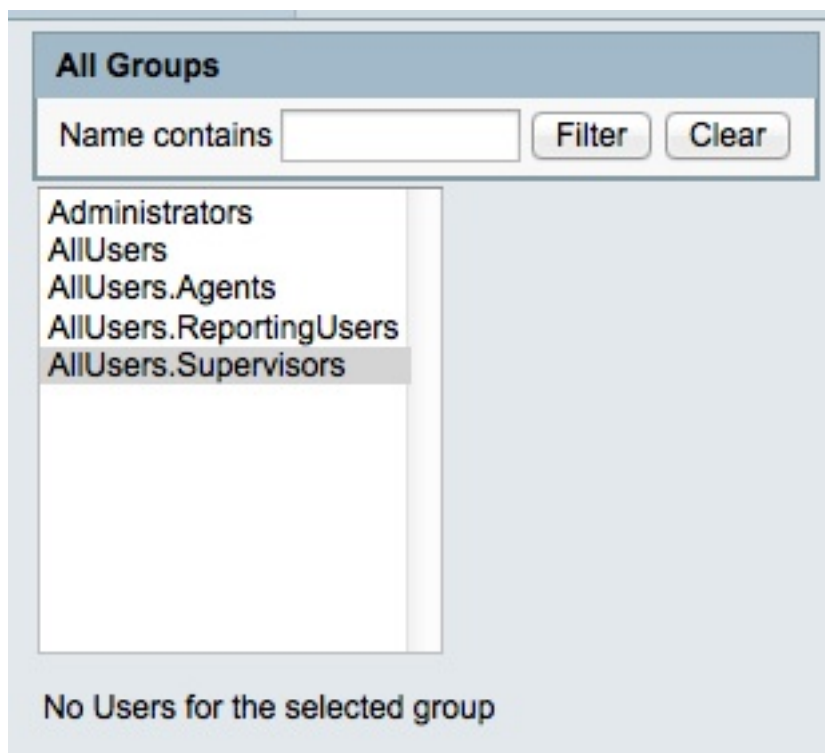 All Groups
Name contains Filter Clear
Administrators
AllUsers
AllUsers.Agents
AllUsers.ReportingUsers
AllUsers.Supervisors
No Users for the selected group